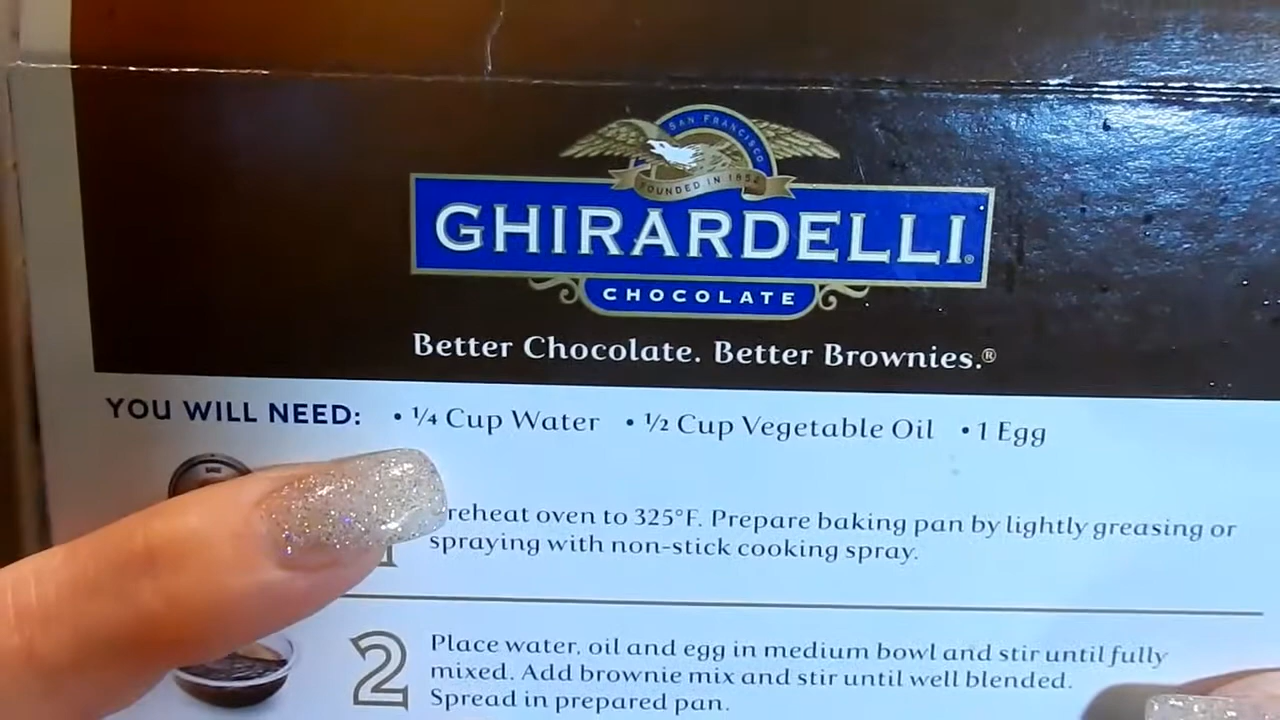 SAN FRANCISCO
FOUNDED IN 1852
GHIRARDELLI®
CHOCOLATE
Better Chocolate. Better Brownies.®
YOU WILL NEED: • ¼ Cup Water • ½ Cup Vegetable Oil • 1 Egg
reheat oven to 325°F. Prepare baking pan by lightly greasing or
spraying with non-stick cooking spray.
2 Place water, oil and egg in medium bowl and stir until fully
mixed. Add brownie mix and stir until well blended.
Spread in prepared pan.